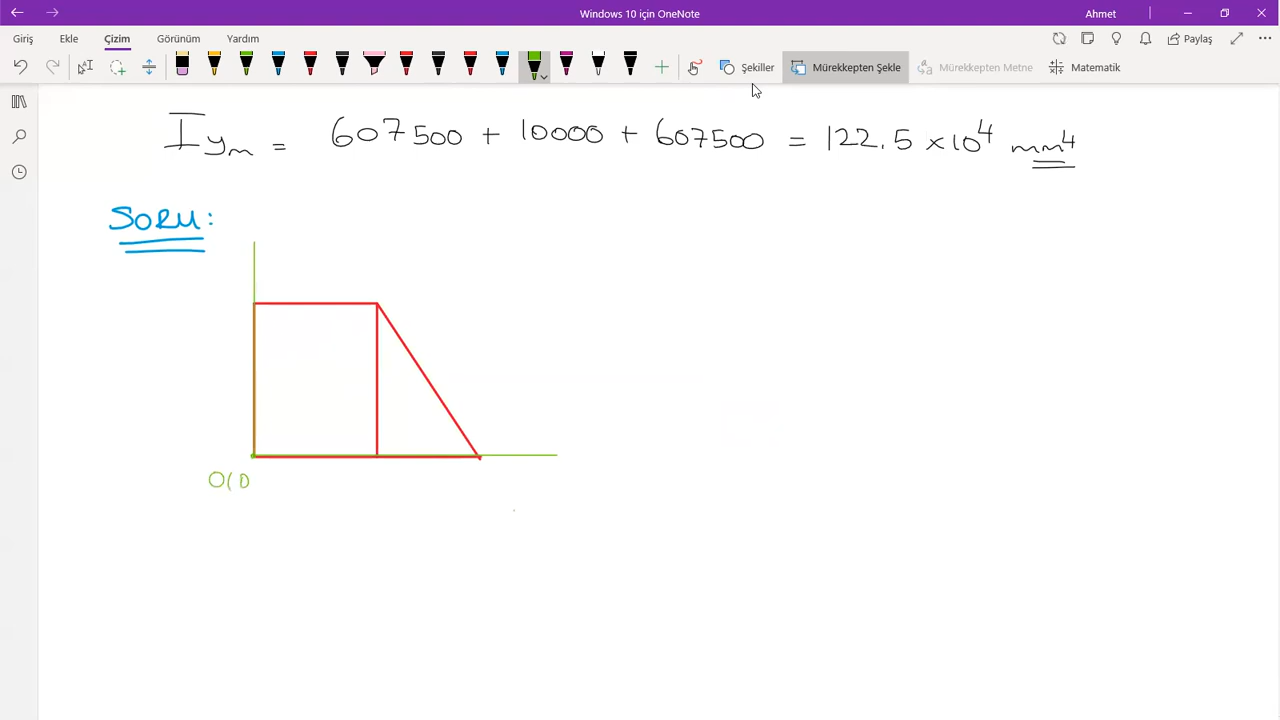 Windows 10 için OneNote
Ahmet
Giriş Ekle Çizim Görünüm Yardım
Paylaş
Şekiller
Mürekkepten Şekle
Mürekkepten Metne
Matematik
Iym = 607500 + 10000 + 607500 = 122.5 x 10⁴ mm⁴
SORU:
O(0